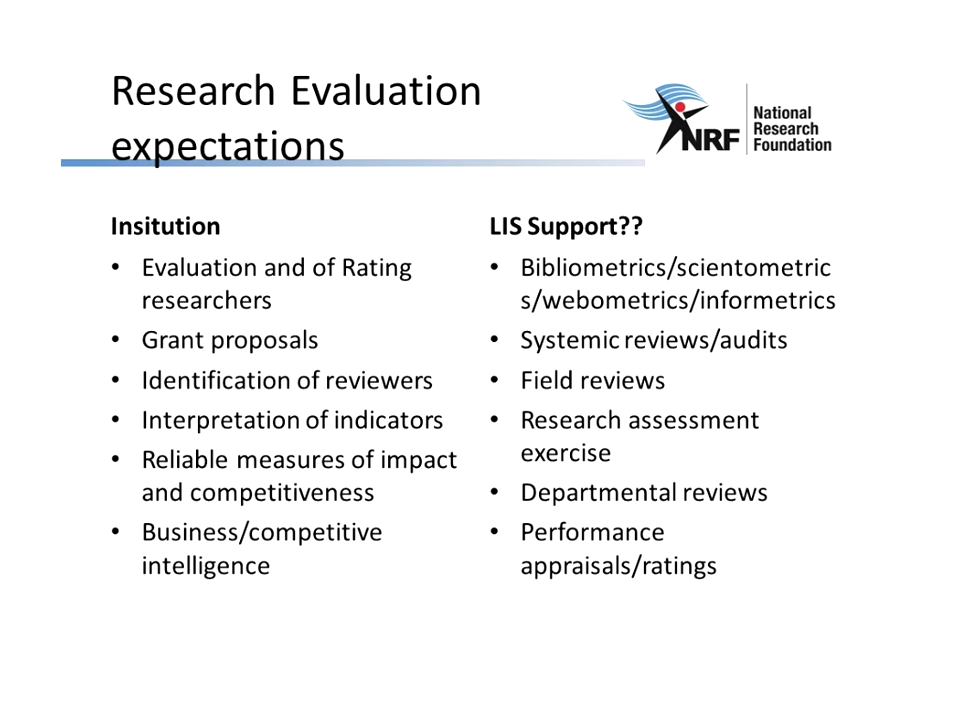 Research Evaluation
expectations
NRF
National
Research
Foundation
Insitution
• Evaluation and of Rating
researchers
• Grant proposals
• Identification of reviewers
• Interpretation of indicators
• Reliable measures of impact
and competitiveness
• Business/competitive
intelligence
LIS Support??
• Bibliometrics/scientometric
s/webometrics/informetrics
• Systemic reviews/audits
• Field reviews
• Research assessment
exercise
• Departmental reviews
• Performance
appraisals/ratings